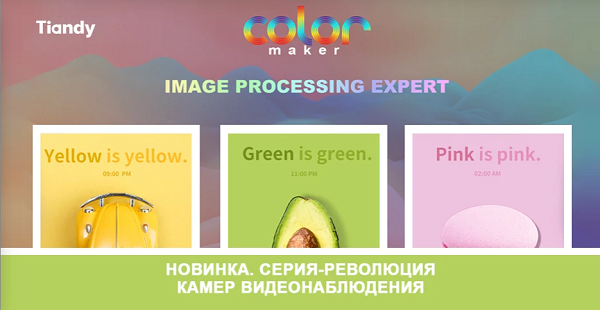 Tiandy
color
maker
IMAGE PROCESSING EXPERT
Yellow is yellow.
09:00 PM
Green is green.
11:00 PM
Pink is pink.
02:00 AM
НОВИНКА. СЕРИЯ-РЕВОЛЮЦИЯ
КАМЕР ВИДЕОНАБЛЮДЕНИЯ